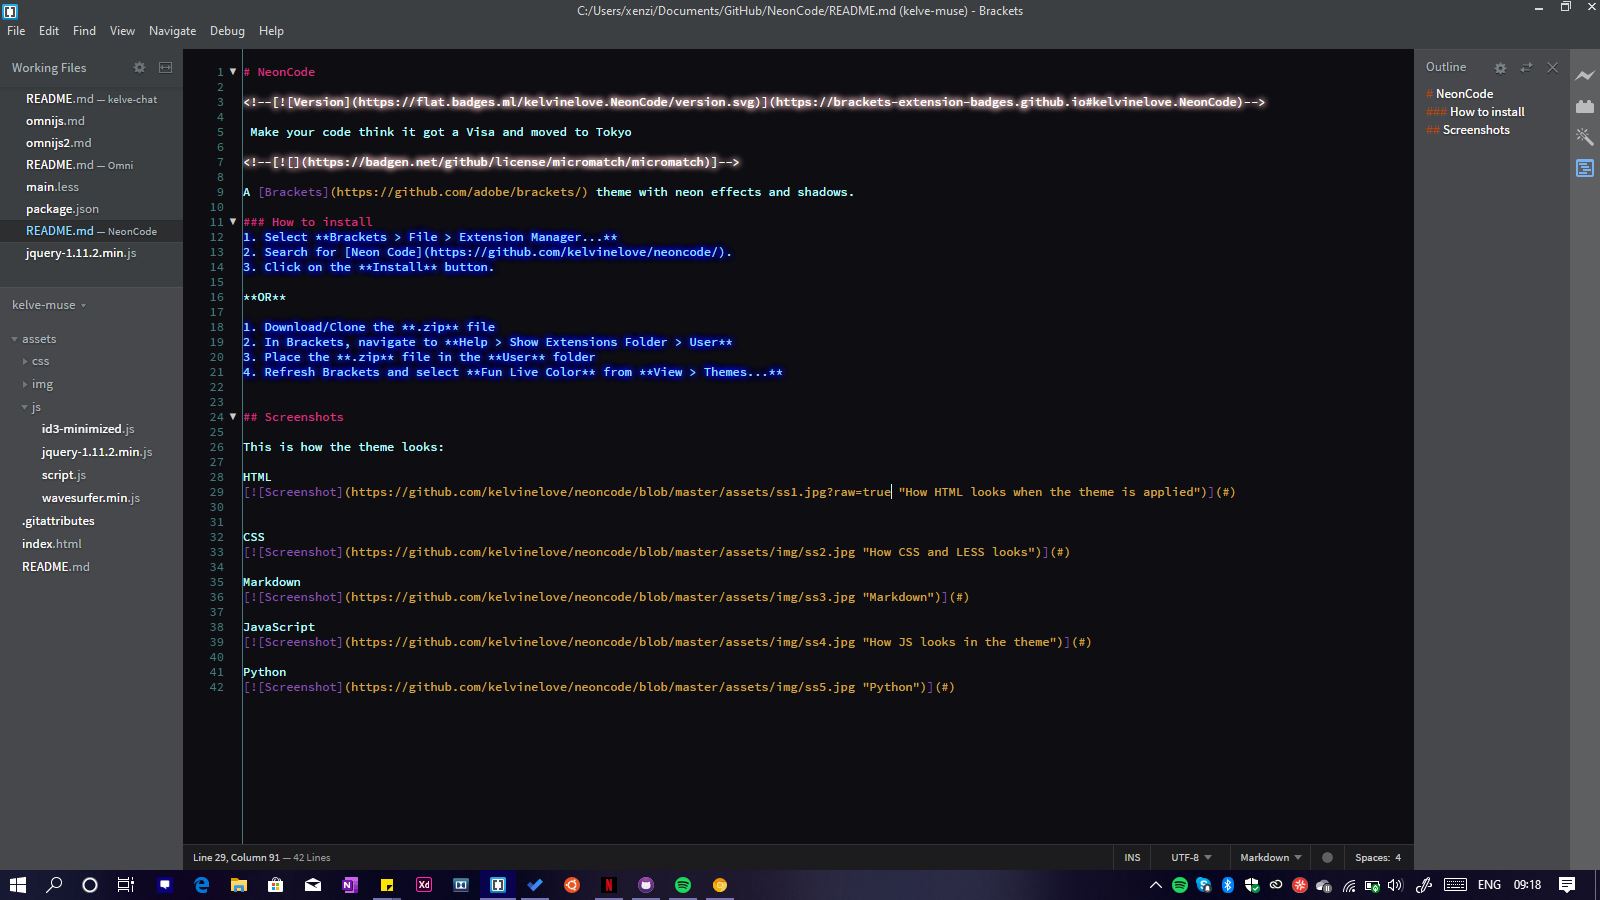 C:/Users/xenzi/Documents/GitHub/NeonCode/README.md (kelve-muse) - Brackets
File Edit Find View Navigate Debug Help
Working Files
README.md — kelve-chat
omnijs.md
omnijs2.md
README.md — Omni
main.less
package.json
README.md — NeonCode
jquery-1.11.2.min.js
kelve-muse
assets
css
img
js
id3-minimized.js
jquery-1.11.2.min.js
script.js
wavesurfer.min.js
.gitattributes
index.html
README.md
1 # NeonCode
2
3 <!--[![Version](https://flat.badges.ml/kelvinelove.NeonCode/version.svg)](https://brackets-extension-badges.github.io#kelvinelove.NeonCode)-->
4
5 Make your code think it got a Visa and moved to Tokyo
6
7 <!--[![](https://badgen.net/github/license/micromatch/micromatch)]-->
8
9 A [Brackets](https://github.com/adobe/brackets/) theme with neon effects and shadows.
10
11 ### How to install
12 1. Select **Brackets > File > Extension Manager...**
13 2. Search for [Neon Code](https://github.com/kelvinelove/neoncode/).
14 3. Click on the **Install** button.
15
16 **OR**
17
18 1. Download/Clone the **.zip** file
19 2. In Brackets, navigate to **Help > Show Extensions Folder > User**
20 3. Place the **.zip** file in the **User** folder
21 4. Refresh Brackets and select **Fun Live Color** from **View > Themes...**
22
23
24 ## Screenshots
25
26 This is how the theme looks:
27
28 HTML
29 [![Screenshot](https://github.com/kelvinelove/neoncode/blob/master/assets/ss1.jpg?raw=true "How HTML looks when the theme is applied")](#)
30
31
32 CSS
33 [![Screenshot](https://github.com/kelvinelove/neoncode/blob/master/assets/img/ss2.jpg "How CSS and LESS looks")](#)
34
35 Markdown
36 [![Screenshot](https://github.com/kelvinelove/neoncode/blob/master/assets/img/ss3.jpg "Markdown")](#)
37
38 JavaScript
39 [![Screenshot](https://github.com/kelvinelove/neoncode/blob/master/assets/img/ss4.jpg "How JS looks in the theme")](#)
40
41 Python
42 [![Screenshot](https://github.com/kelvinelove/neoncode/blob/master/assets/img/ss5.jpg "Python")](#)
Outline
# NeonCode
### How to install
## Screenshots
Line 29, Column 91 — 42 Lines
INS UTF-8 Markdown Spaces: 4
N Xd N
ENG 09:18